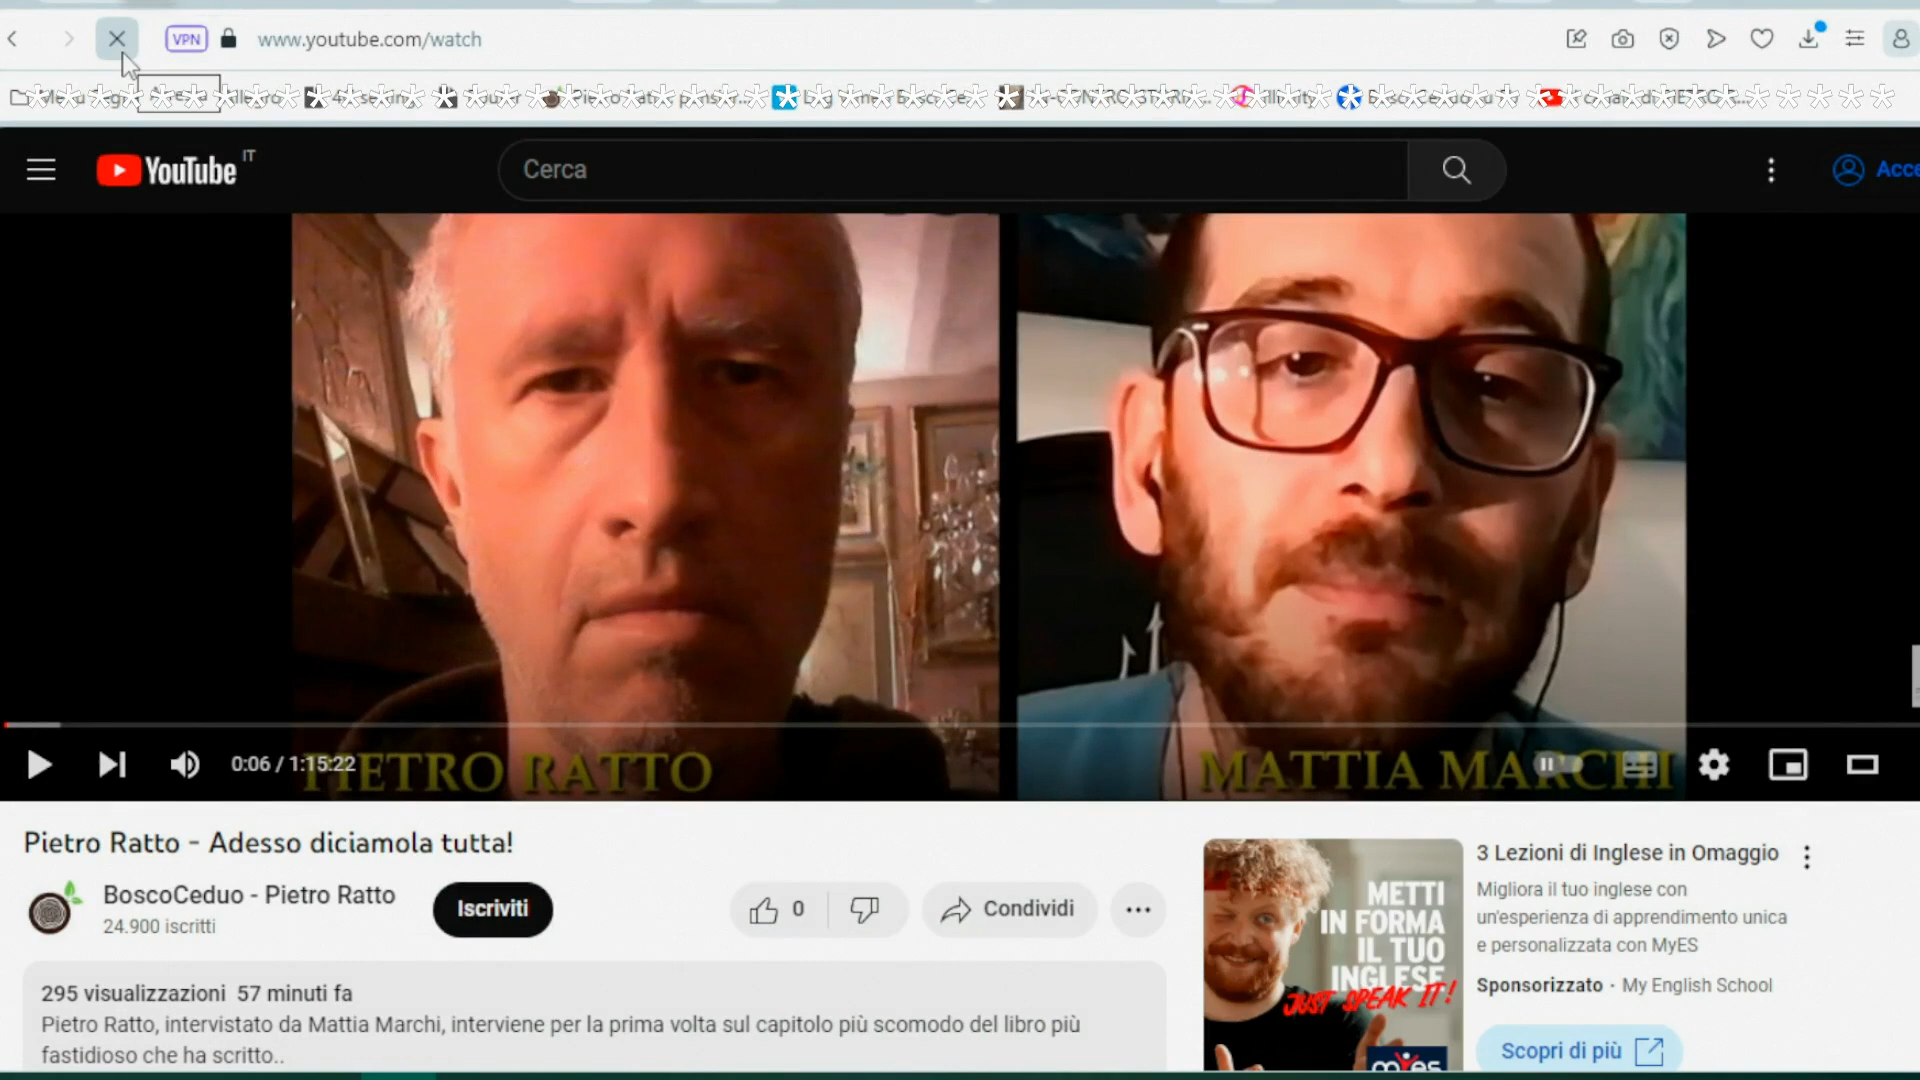 VPN
www.youtube.com/watch
YouTube IT
Cerca
Acce
0:06 / 1:15:22
PIETRO RATTO
MATTIA MARCHI
Pietro Ratto - Adesso diciamola tutta!
BoscoCeduo - Pietro Ratto
24.900 iscritti
Iscriviti
0
Condividi
295 visualizzazioni 57 minuti fa
Pietro Ratto, intervistato da Mattia Marchi, interviene per la prima volta sul capitolo più scomodo del libro più
fastidioso che ha scritto..
METTI
IN FORMA
IL TUO
INGLESE
JUST SPEAK IT!
myes
3 Lezioni di Inglese in Omaggio
Migliora il tuo inglese con
un'esperienza di apprendimento unica
e personalizzata con MyES
Sponsorizzato · My English School
Scopri di più